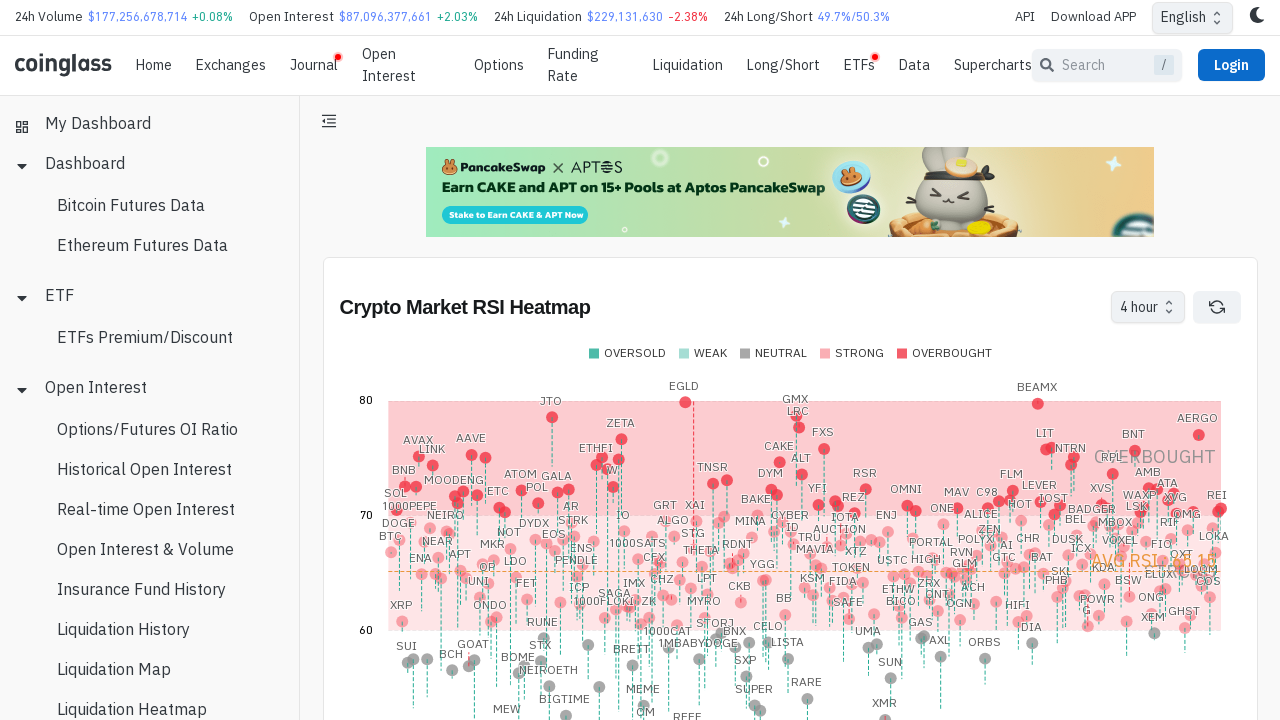 24h Volume $177,256,678,714 +0.08% Open Interest $87,096,377,661 +2.03% 24h Liquidation $229,131,630 -2.38% 24h Long/Short 49.7%/50.3% API Download APP English
coinglass Home Exchanges Journal Open Interest Options Funding Rate Liquidation Long/Short ETFs Data Supercharts Search / Login
My Dashboard
Dashboard
Bitcoin Futures Data
Ethereum Futures Data
ETF
ETFs Premium/Discount
Open Interest
Options/Futures OI Ratio
Historical Open Interest
Real-time Open Interest
Open Interest & Volume
Insurance Fund History
Liquidation History
Liquidation Map
Liquidation Heatmap
PancakeSwap × APTOS
Earn CAKE and APT on 15+ Pools at Aptos PancakeSwap
Stake to Earn CAKE & APT Now
Crypto Market RSI Heatmap
4 hour
OVERSOLD WEAK NEUTRAL STRONG OVERBOUGHT
EGLD BEAMX
80
JTO GMX
LRC
ZETA AERGO
AVAX AAVE FXS LIT BNT
LINK ETHFI CAKE NTRN
OVERBOUGHT
ALT
BNB TNSR DYM RSR FLM AMB
MOODENG ATOM GALA
POL YFI OMNI LEVER ATA
SOL ETC MAV C98 XVS WAXP XVG REI
BAKE REZ IOST
1000PEPE AR GRT XAI ONE HOT BADGER LSK
70
NEIRO IO CYBER IOTA ENJ ALICE OMG
DOGE DYDX STRK ALGO MINA BEL MBOX RIF
ID AUCTION ZEN
BTC NOT EOS STG TRU CHR DUSK VOXEL
NEAR MKR ENS 1000SATS RDNT PORTAL POLYX AI ICX FIO LOKA
ENA APT PENDLE CFX THETA MAVIA XTZ RVN GTC BAT
LDO YGG USTC HIGH GLM KDA
OP TOKEN SKL LOOM
UNI FET ICP IMX CHZ LPT CKB KSM FIDA ZRX ACH PHB BSW COS
SAGA ETHW
XRP ONDO 1000FLOKI ZK MYRO BB SAFE BICO OGN HIFI POWR ONG
G GHST
RUNE STORJ CELO GAS XEM
60
1000CAT BNX UMA DIA
SUI GOAT STX 1MBABYDOGE LISTA AXL ORBS
BCH BOME BRETT SXP SUN
NEIROETH
MEME SUPER RARE
BIGTIME XMR
MEW OM